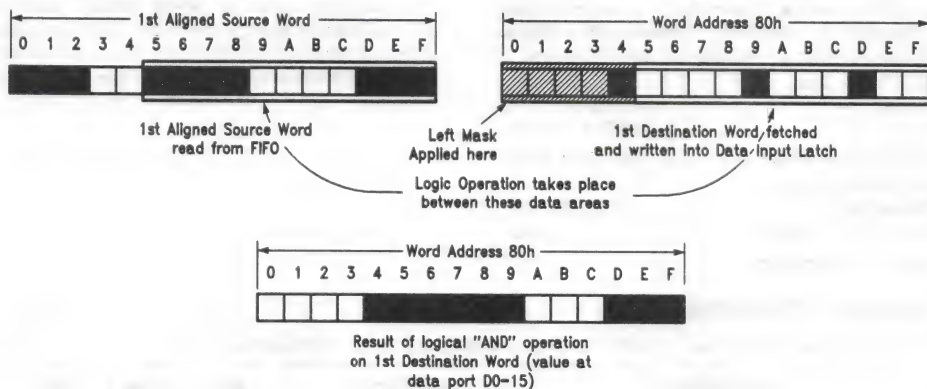 1st Aligned Source Word
0 1 2 3 4 5 6 7 8 9 A B C D E F
1st Aligned Source Word
read from FIFO
Word Address 80h
0 1 2 3 4 5 6 7 8 9 A B C D E F
Left Mask
Applied here
1st Destination Word fetched
and written into Data Input Latch
Logic Operation takes place
between these data areas
Word Address 80h
0 1 2 3 4 5 6 7 8 9 A B C D E F
Result of logical "AND" operation
on 1st Destination Word (value at
data port D0-15)